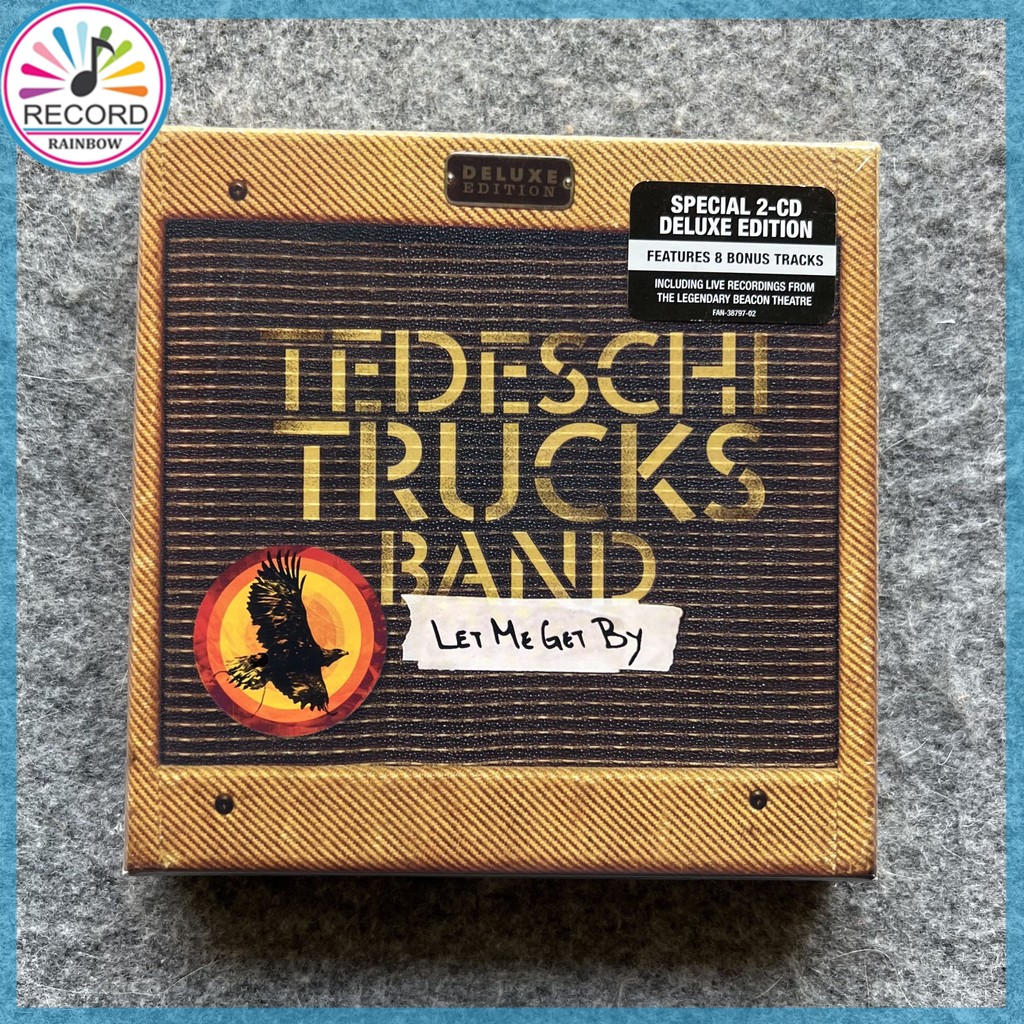 RECORD
RAINBOW
DELUXE
EDITION
SPECIAL 2-CD
DELUXE EDITION
FEATURES 8 BONUS TRACKS
INCLUDING LIVE RECORDINGS FROM
THE LEGENDARY BEACON THEATRE
FAN-38797-02
TEDESCHI
TRUCKS
BAND
LET ME GET BY